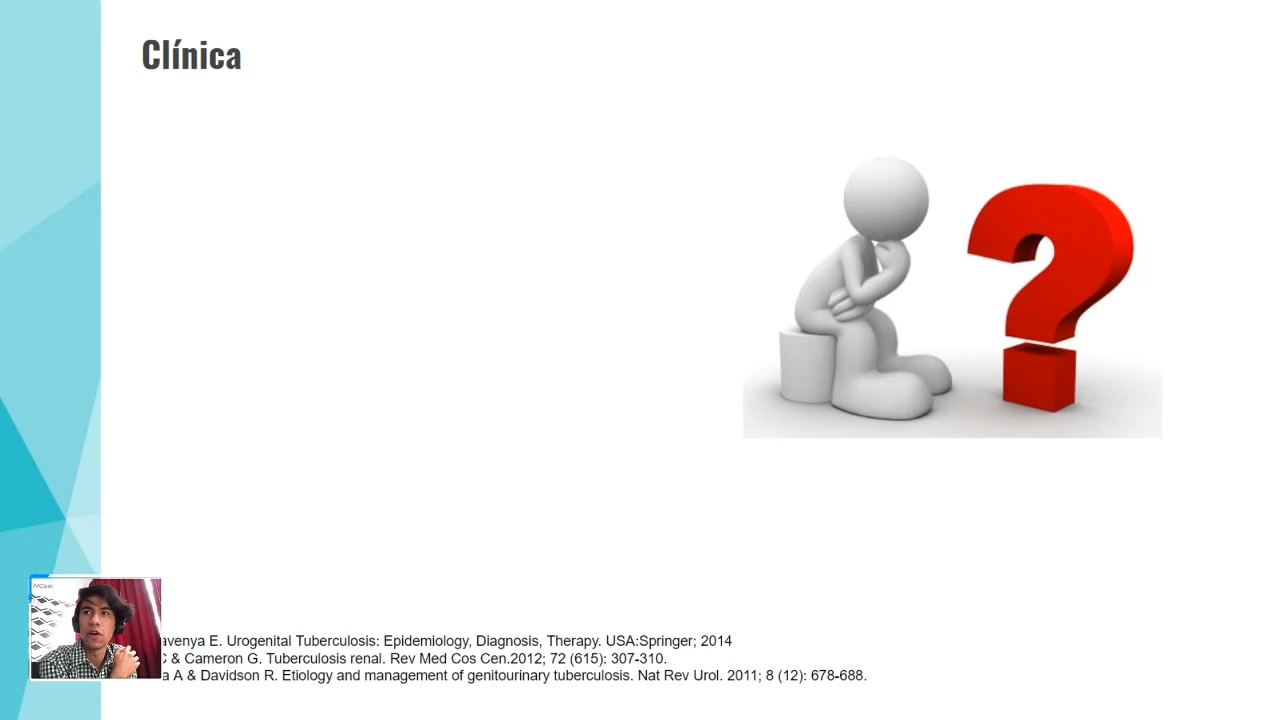 Clínica
avenya E. Urogenital Tuberculosis: Epidemiology, Diagnosis, Therapy. USA:Springer; 2014
C & Cameron G. Tuberculosis renal. Rev Med Cos Cen.2012; 72 (615): 307-310.
a A & Davidson R. Etiology and management of genitourinary tuberculosis. Nat Rev Urol. 2011; 8 (12): 678-688.